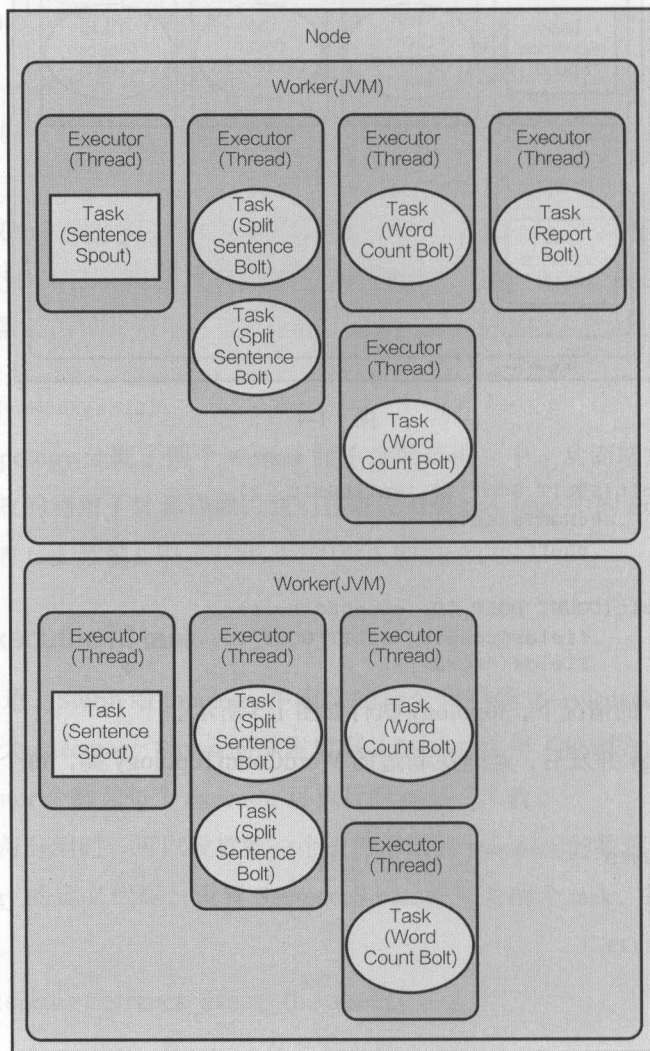 Node
Worker(JVM)
Executor
(Thread)
Task
(Sentence
Spout)
Executor
(Thread)
Task
(Split
Sentence
Bolt)
Task
(Split
Sentence
Bolt)
Executor
(Thread)
Task
(Word
Count Bolt)
Executor
(Thread)
Task
(Word
Count Bolt)
Executor
(Thread)
Task
(Report
Bolt)
Worker(JVM)
Executor
(Thread)
Task
(Sentence
Spout)
Executor
(Thread)
Task
(Split
Sentence
Bolt)
Task
(Split
Sentence
Bolt)
Executor
(Thread)
Task
(Word
Count Bolt)
Executor
(Thread)
Task
(Word
Count Bolt)